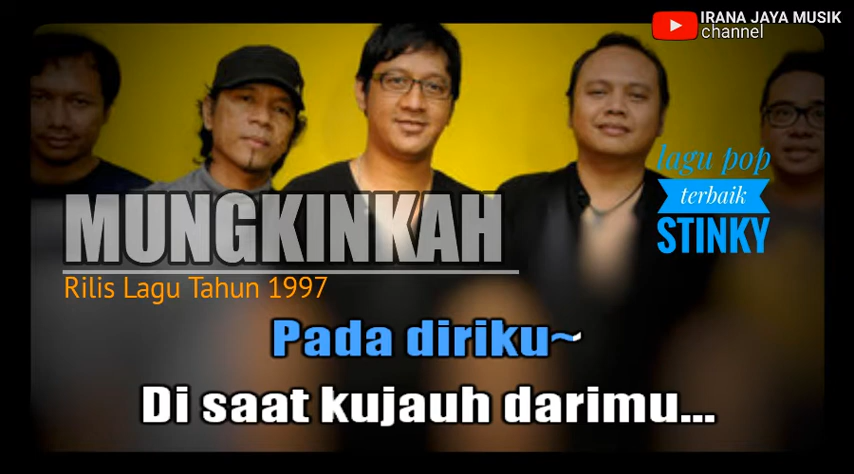 IRANA JAYA MUSIK
channel
lagu pop
terbaik
STINKY
MUNGKINKAH
Rilis Lagu Tahun 1997
Pada diriku~
Di saat kujauh darimu...